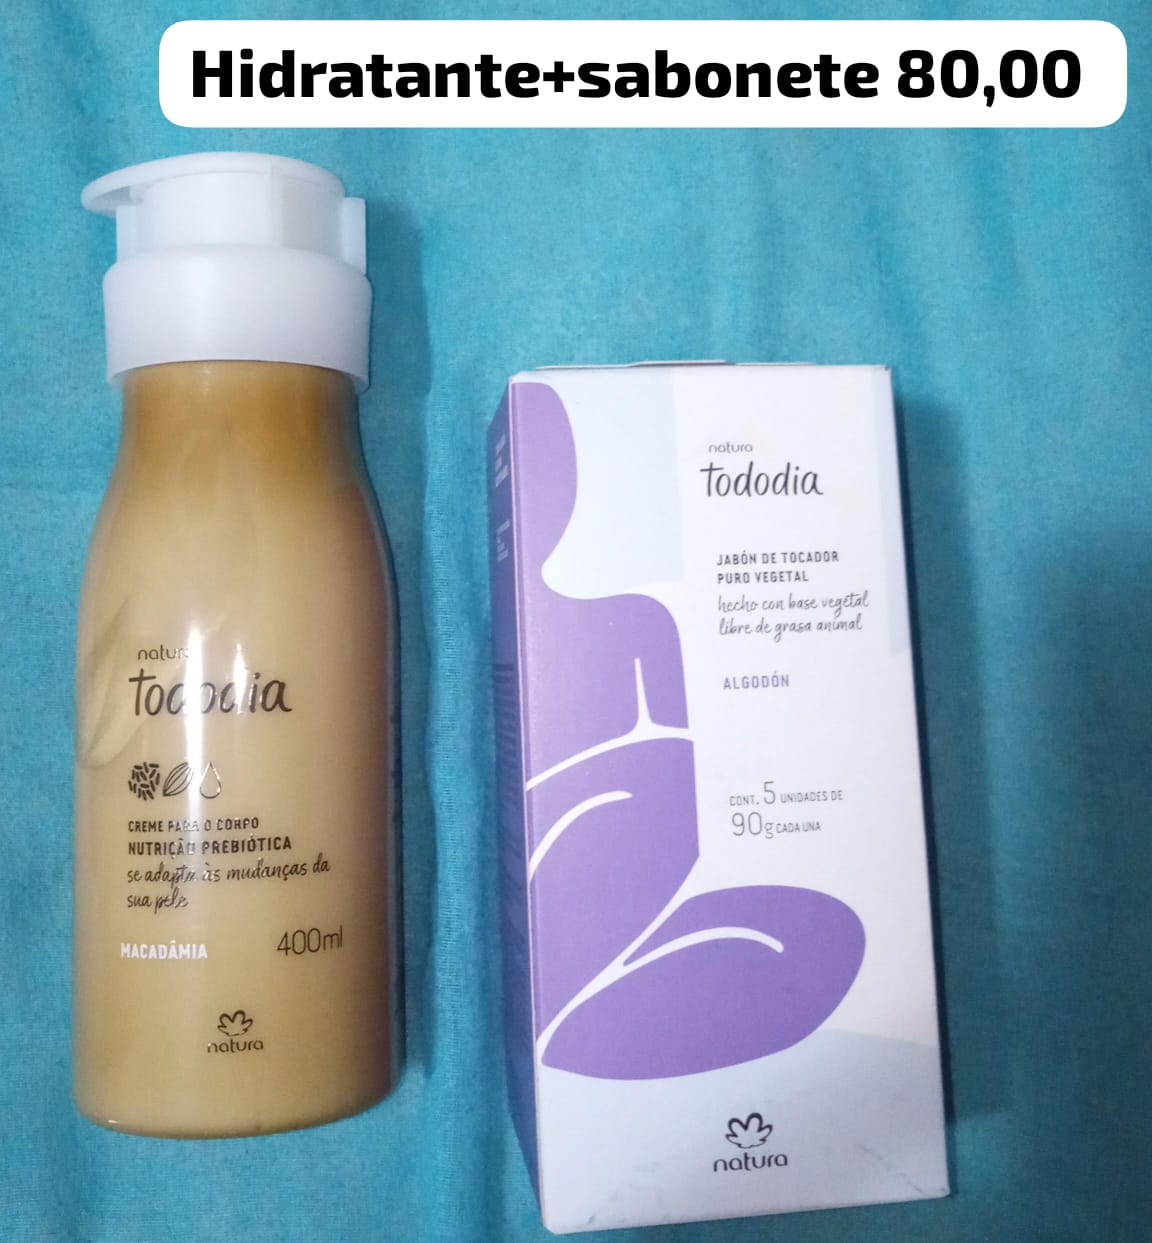 Hidratante+sabonete 80,00
natura
tododia
CREME PARA O CORPO
NUTRIÇÃO PREBIÓTICA
se adapta às mudanças da
sua pele
MACADÂMIA
400ml
natura
natura
tododia
JABÓN DE TOCADOR
PURO VEGETAL
hecho con base vegetal
libre de grasa animal
ALGODÓN
CONT. 5 UNIDADES DE
90g CADA UNA
natura